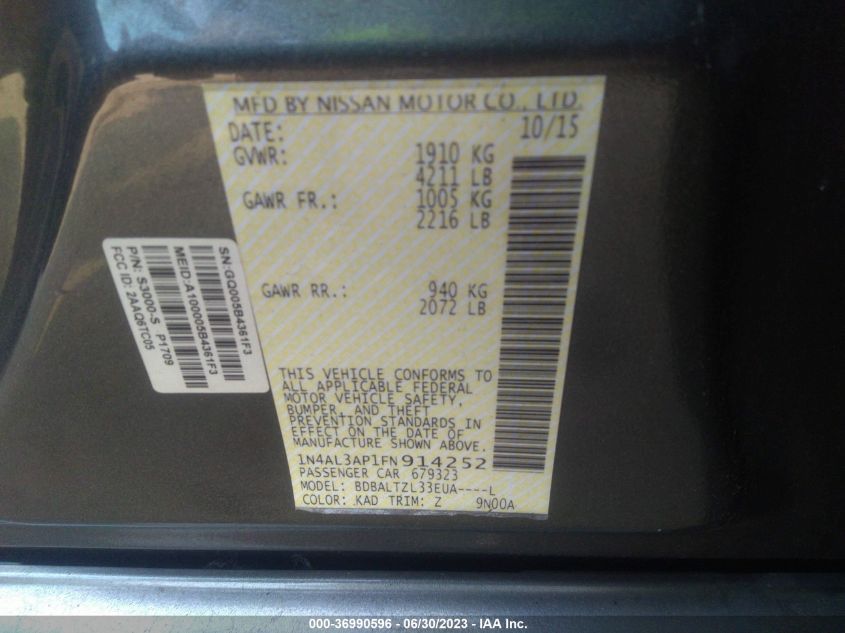 MFD BY NISSAN MOTOR CO., LTD.
DATE: 10/15
GVWR: 1910 KG
4211 LB
GAWR FR.: 1005 KG
2216 LB
GAWR RR.: 940 KG
2072 LB
THIS VEHICLE CONFORMS TO
ALL APPLICABLE FEDERAL
MOTOR VEHICLE SAFETY,
BUMPER, AND THEFT
PREVENTION STANDARDS IN
EFFECT ON THE DATE OF
MANUFACTURE SHOWN ABOVE.
1N4AL3AP1FN914252
PASSENGER CAR 679323
MODEL: BDBALTZL33EUA----L
COLOR: KAD TRIM: Z 9N00A
SN:GQ005B4361F3
MEID:A100005B4361F3
P/N: S3000-S P1709
FCC ID: 2AAQ6TC05
000-36990596 - 06/30/2023 - IAA Inc.